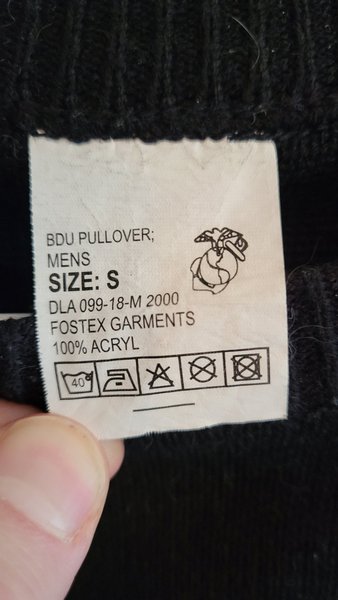 BDU PULLOVER;
MENS
SIZE: S
DLA 099-18-M 2000
FOSTEX GARMENTS
100% ACRYL
40